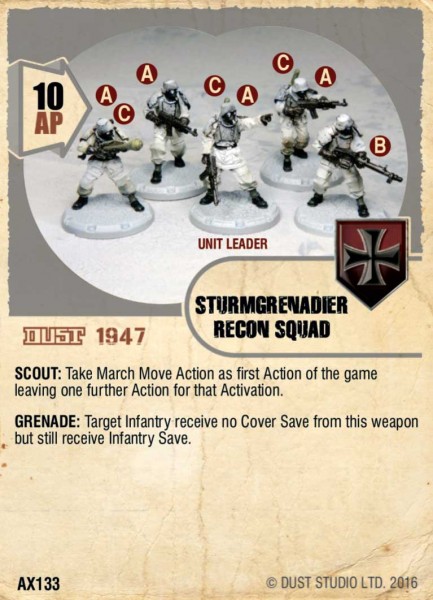 10
AP
A
C
A
C
A
C
A
B
UNIT LEADER
STURMGRENADIER
RECON SQUAD
DUST 1947
SCOUT: Take March Move Action as first Action of the game
leaving one further Action for that Activation.
GRENADE: Target Infantry receive no Cover Save from this weapon
but still receive Infantry Save.
AX133
© DUST STUDIO LTD. 2016